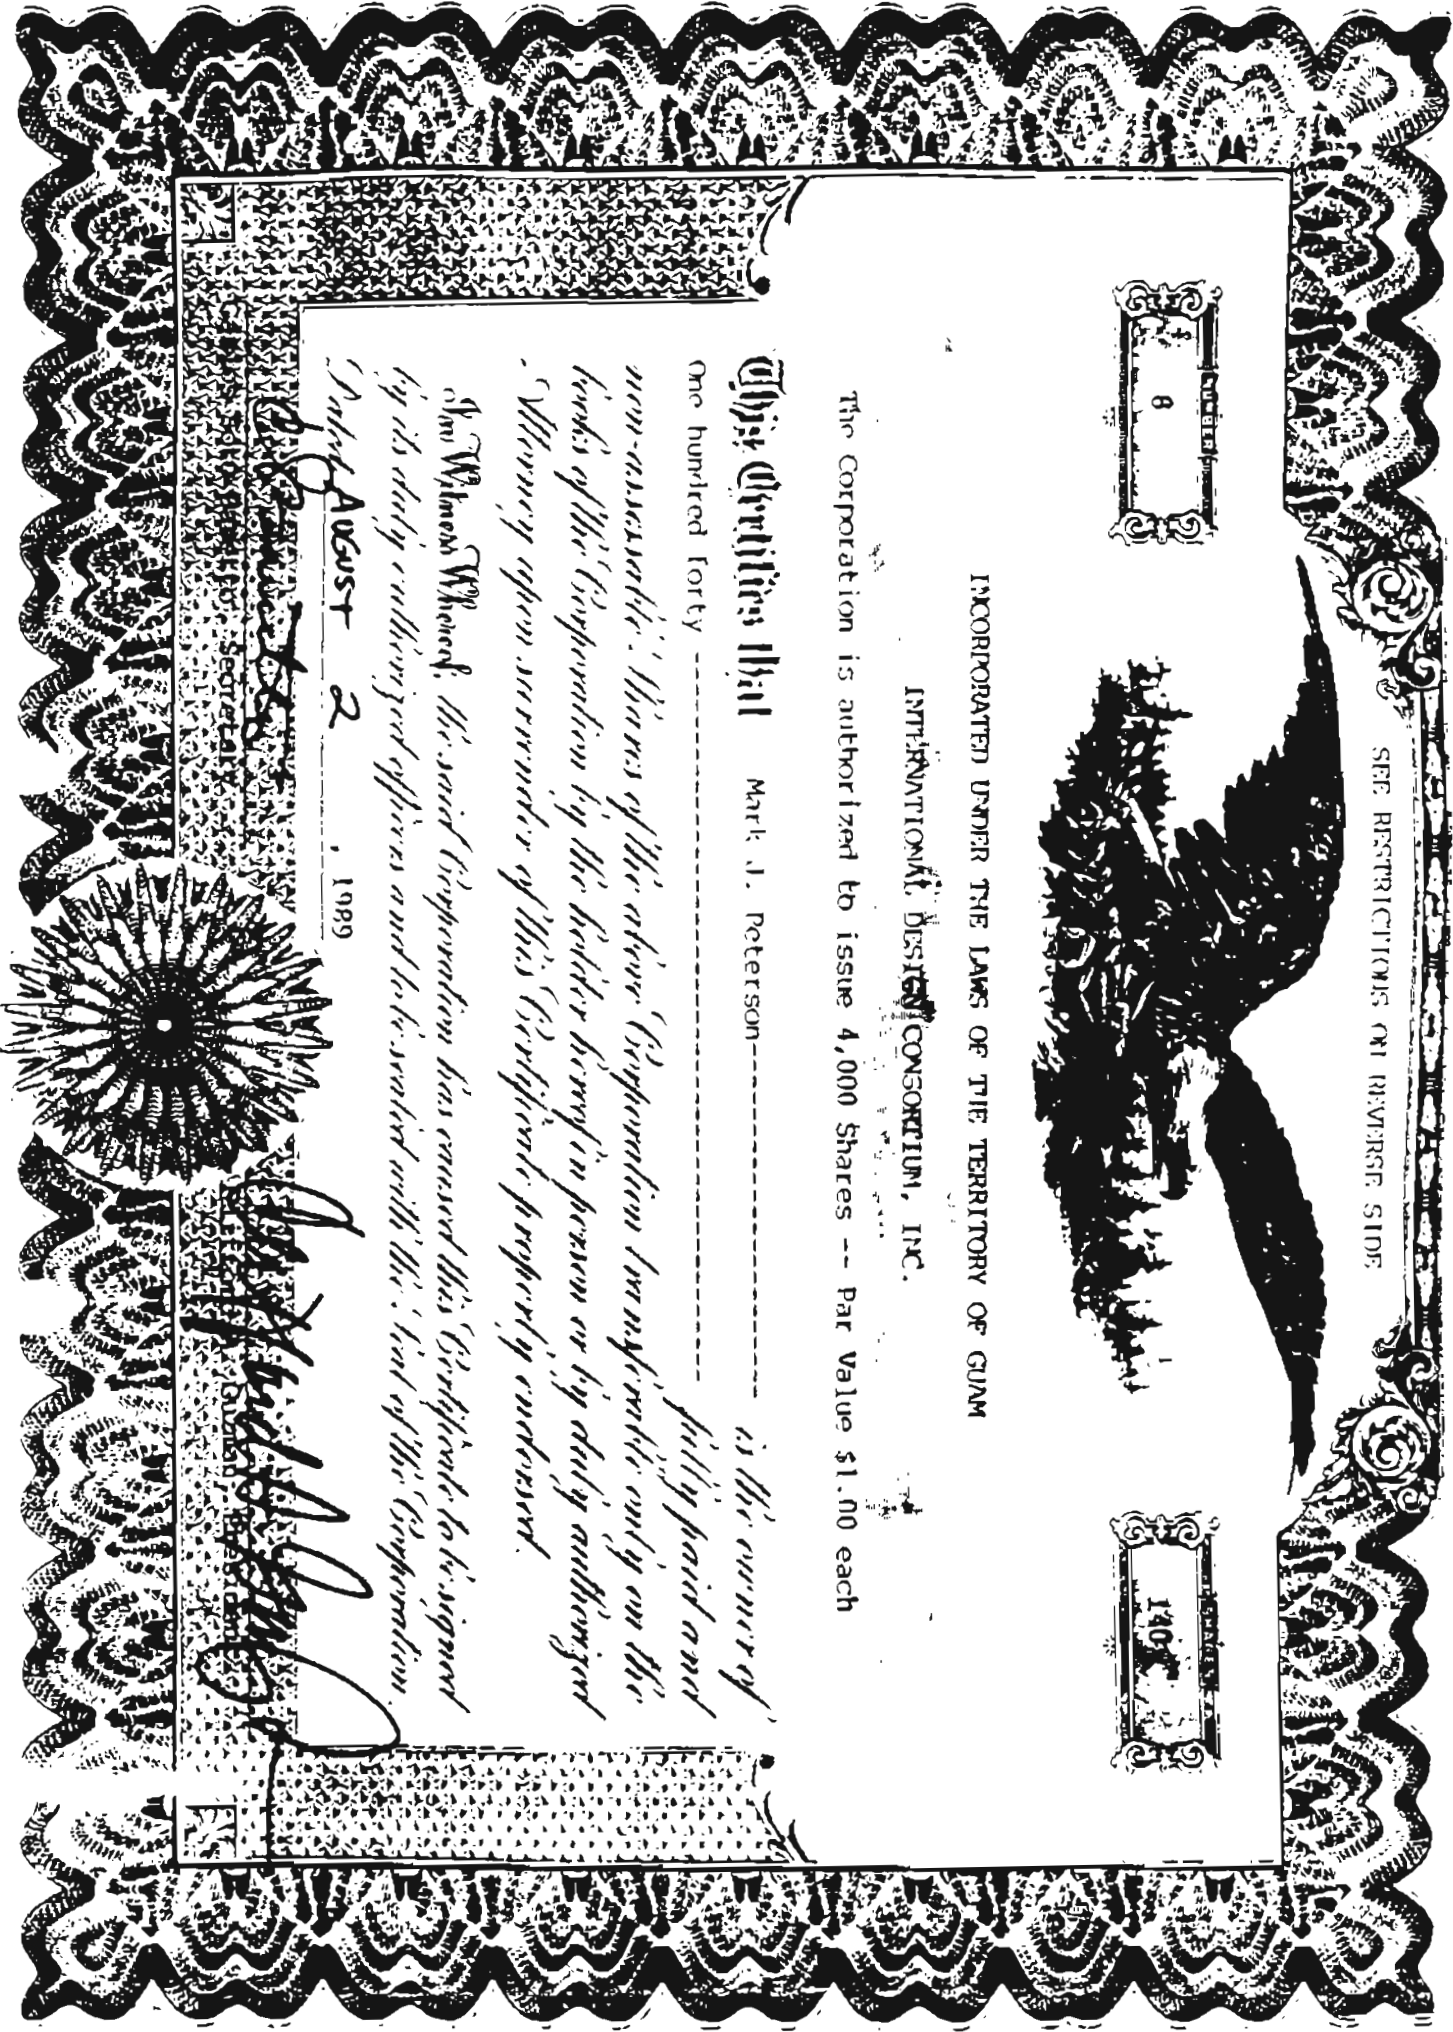 SEE RESTRICTIONS ON REVERSE SIDE
NUMBER
8
SHARES
140
INCORPORATED UNDER THE LAWS OF THE TERRITORY OF GUAM
INTERNATIONAL DESIGN CONSORTIUM, INC.
The Corporation is authorized to issue 4,000 Shares -- Par Value $1.00 each
This Certifies that Mark J. Peterson is the owner of
One hundred forty fully paid and
non-assessable Shares of the above Corporation transferable only on the
books of the Corporation by the holder hereof in person or by duly authorized
Attorney upon surrender of this Certificate properly endorsed.
In Witness Whereof, the said Corporation has caused this Certificate to be signed
by its duly authorized officers and to be sealed with the Seal of the Corporation.
Dated AUGUST 2, 1989
Secretary
President